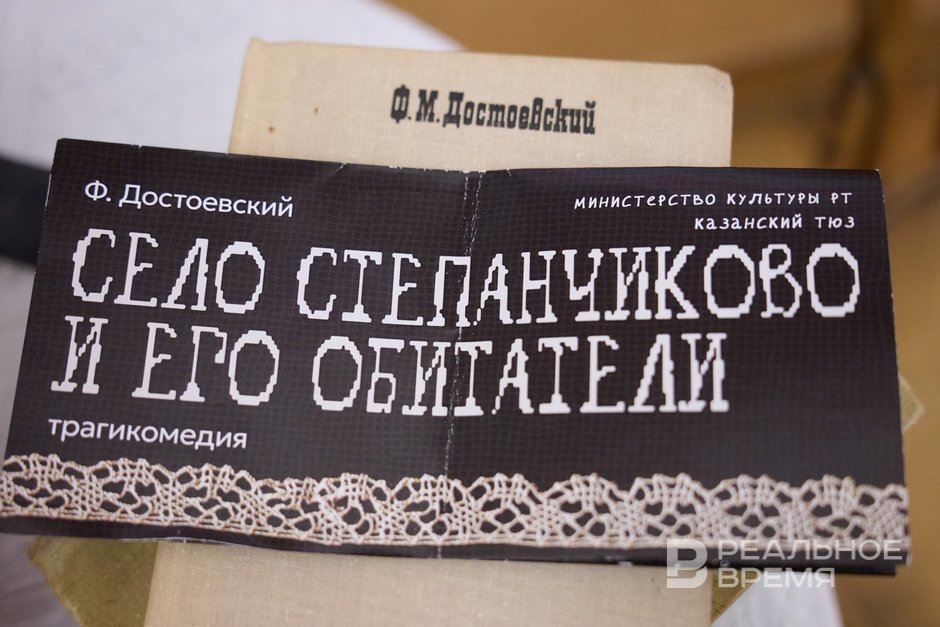 Ф. М. Достоевский
Ф. Достоевский
МИНИСТЕРСТВО КУЛЬТУРЫ РТ
КАЗАНСКИЙ ТЮЗ
СЕЛО СТЕПАНЧИКОВО
И ЕГО ОБИТАТЕЛИ
трагикомедия
РЕАЛЬНОЕ
ВРЕМЯ